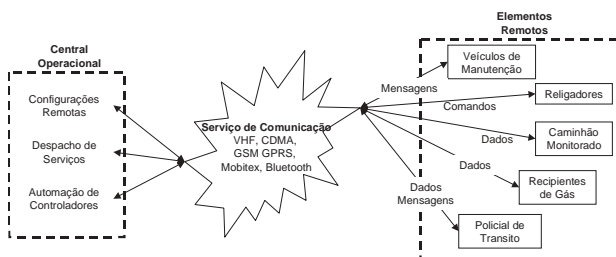 Central
Operacional
Configurações
Remotas
Despacho de
Serviços
Automação de
Controladores
Serviço de Comunicação
VHF, CDMA,
GSM GPRS,
Mobitex, Bluetooth
Elementos
Remotos
Mensagens
Veículos de
Manutenção
Comandos
Religadores
Dados
Caminhão
Monitorado
Dados
Recipientes
de Gás
Dados
Mensagens
Policial de
Transito